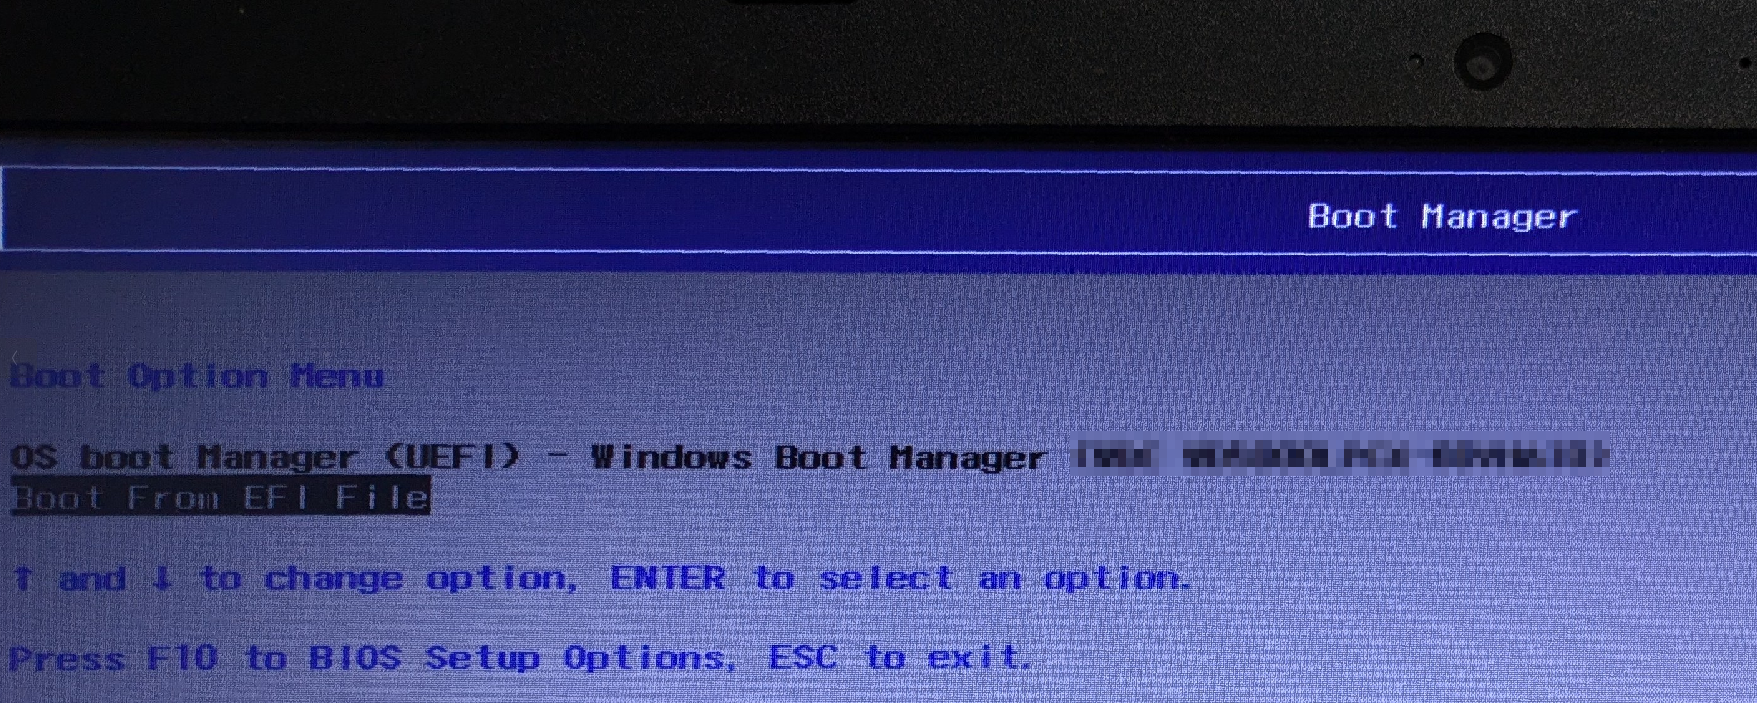 Boot Manager
Boot Option Menu
OS boot Manager (UEFI) - Windows Boot Manager
Boot From EFI File
↑ and ↓ to change option, ENTER to select an option.
Press F10 to BIOS Setup Options, ESC to exit.